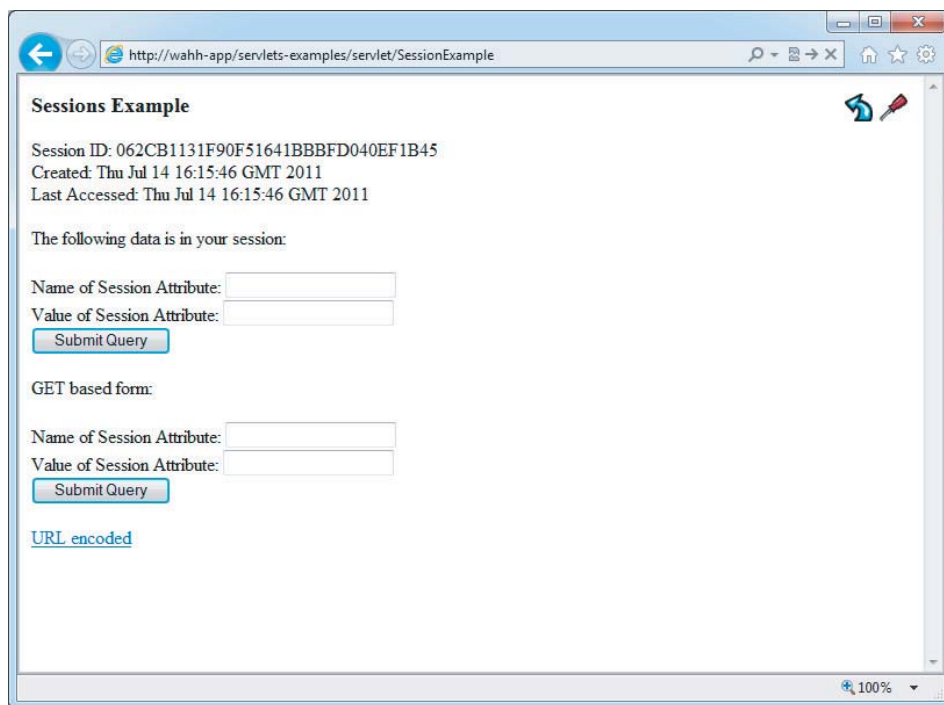 http://wahh-app/servlets-examples/servlet/SessionExample
Sessions Example
Session ID: 062CB1131F90F51641BBBFD040EF1B45
Created: Thu Jul 14 16:15:46 GMT 2011
Last Accessed: Thu Jul 14 16:15:46 GMT 2011
The following data is in your session:
Name of Session Attribute:
Value of Session Attribute:
Submit Query
GET based form:
Name of Session Attribute:
Value of Session Attribute:
Submit Query
URL encoded
100%